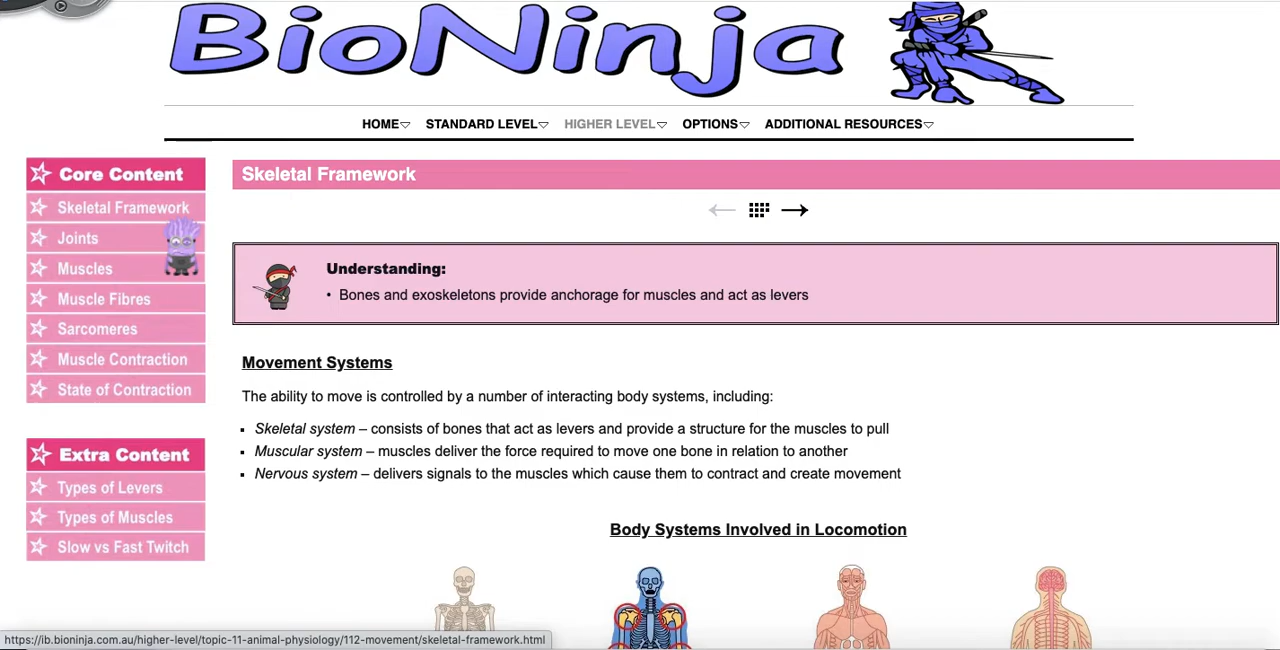 BioNinja
HOME STANDARD LEVEL HIGHER LEVEL OPTIONS ADDITIONAL RESOURCES
Core Content
Skeletal Framework
Joints
Muscles
Muscle Fibres
Sarcomeres
Muscle Contraction
State of Contraction
Extra Content
Types of Levers
Types of Muscles
Slow vs Fast Twitch
Skeletal Framework
Understanding:
• Bones and exoskeletons provide anchorage for muscles and act as levers
Movement Systems
The ability to move is controlled by a number of interacting body systems, including:
▪ Skeletal system – consists of bones that act as levers and provide a structure for the muscles to pull
▪ Muscular system – muscles deliver the force required to move one bone in relation to another
▪ Nervous system – delivers signals to the muscles which cause them to contract and create movement
Body Systems Involved in Locomotion
https://ib.bioninja.com.au/higher-level/topic-11-animal-physiology/112-movement/skeletal-framework.html